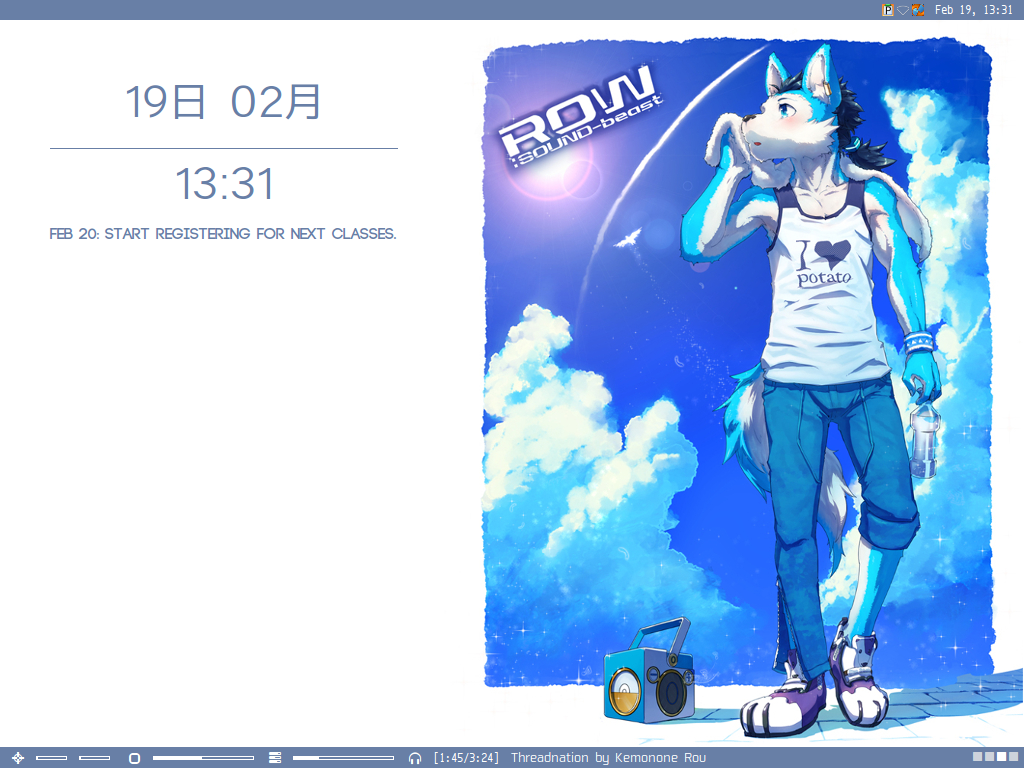 P Feb 19, 13:31
19日 02月
13:31
FEB 20: START REGISTERING FOR NEXT CLASSES.
ROW
:SOUND-beast
I
potato
[1:45/3:24] Threadnation by Kemonone Rou